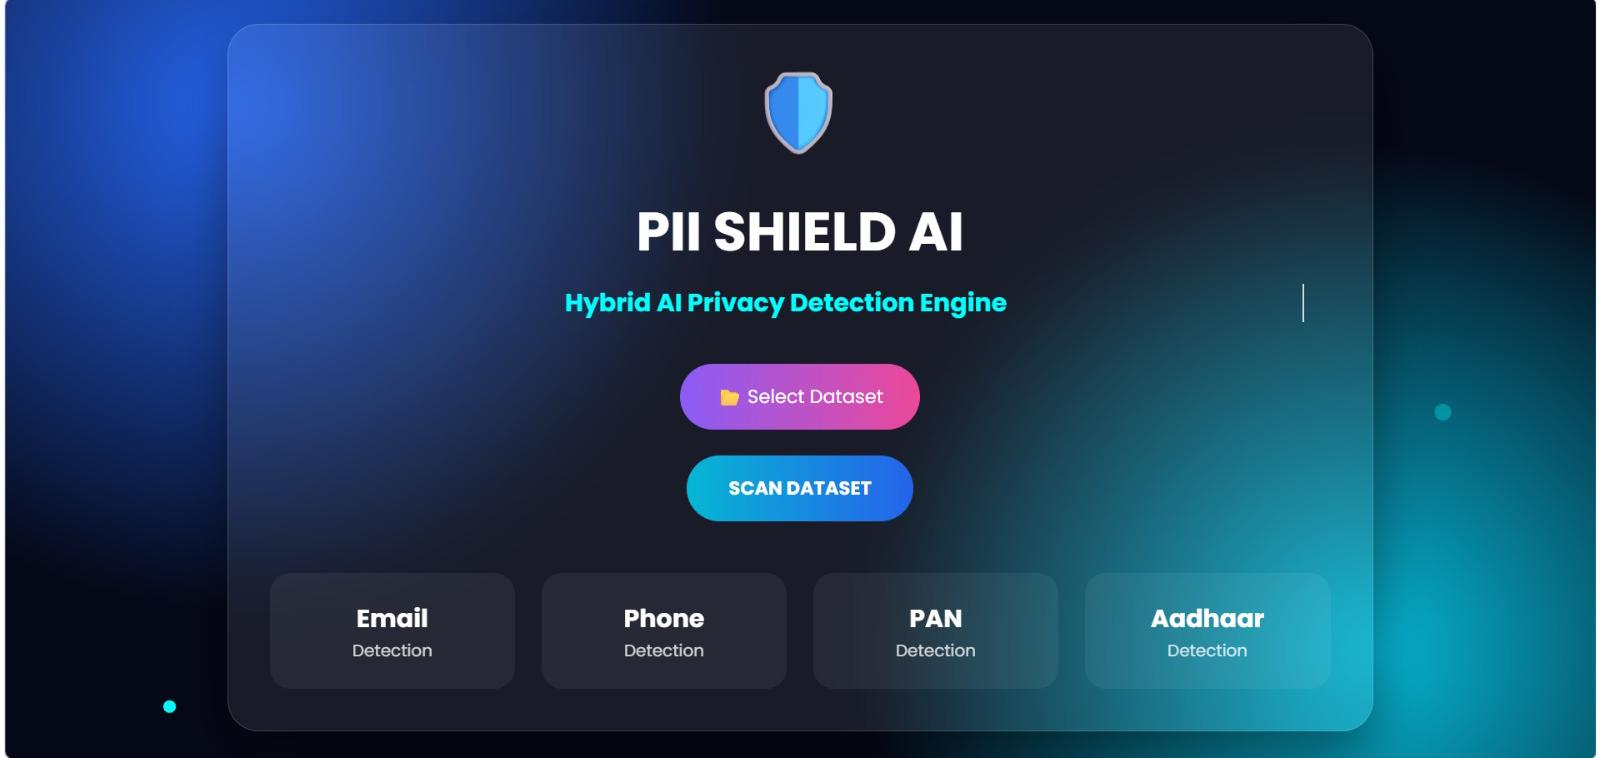 PII SHIELD AI
Hybrid AI Privacy Detection Engine
Select Dataset
SCAN DATASET
Email
Detection
Phone
Detection
PAN
Detection
Aadhaar
Detection